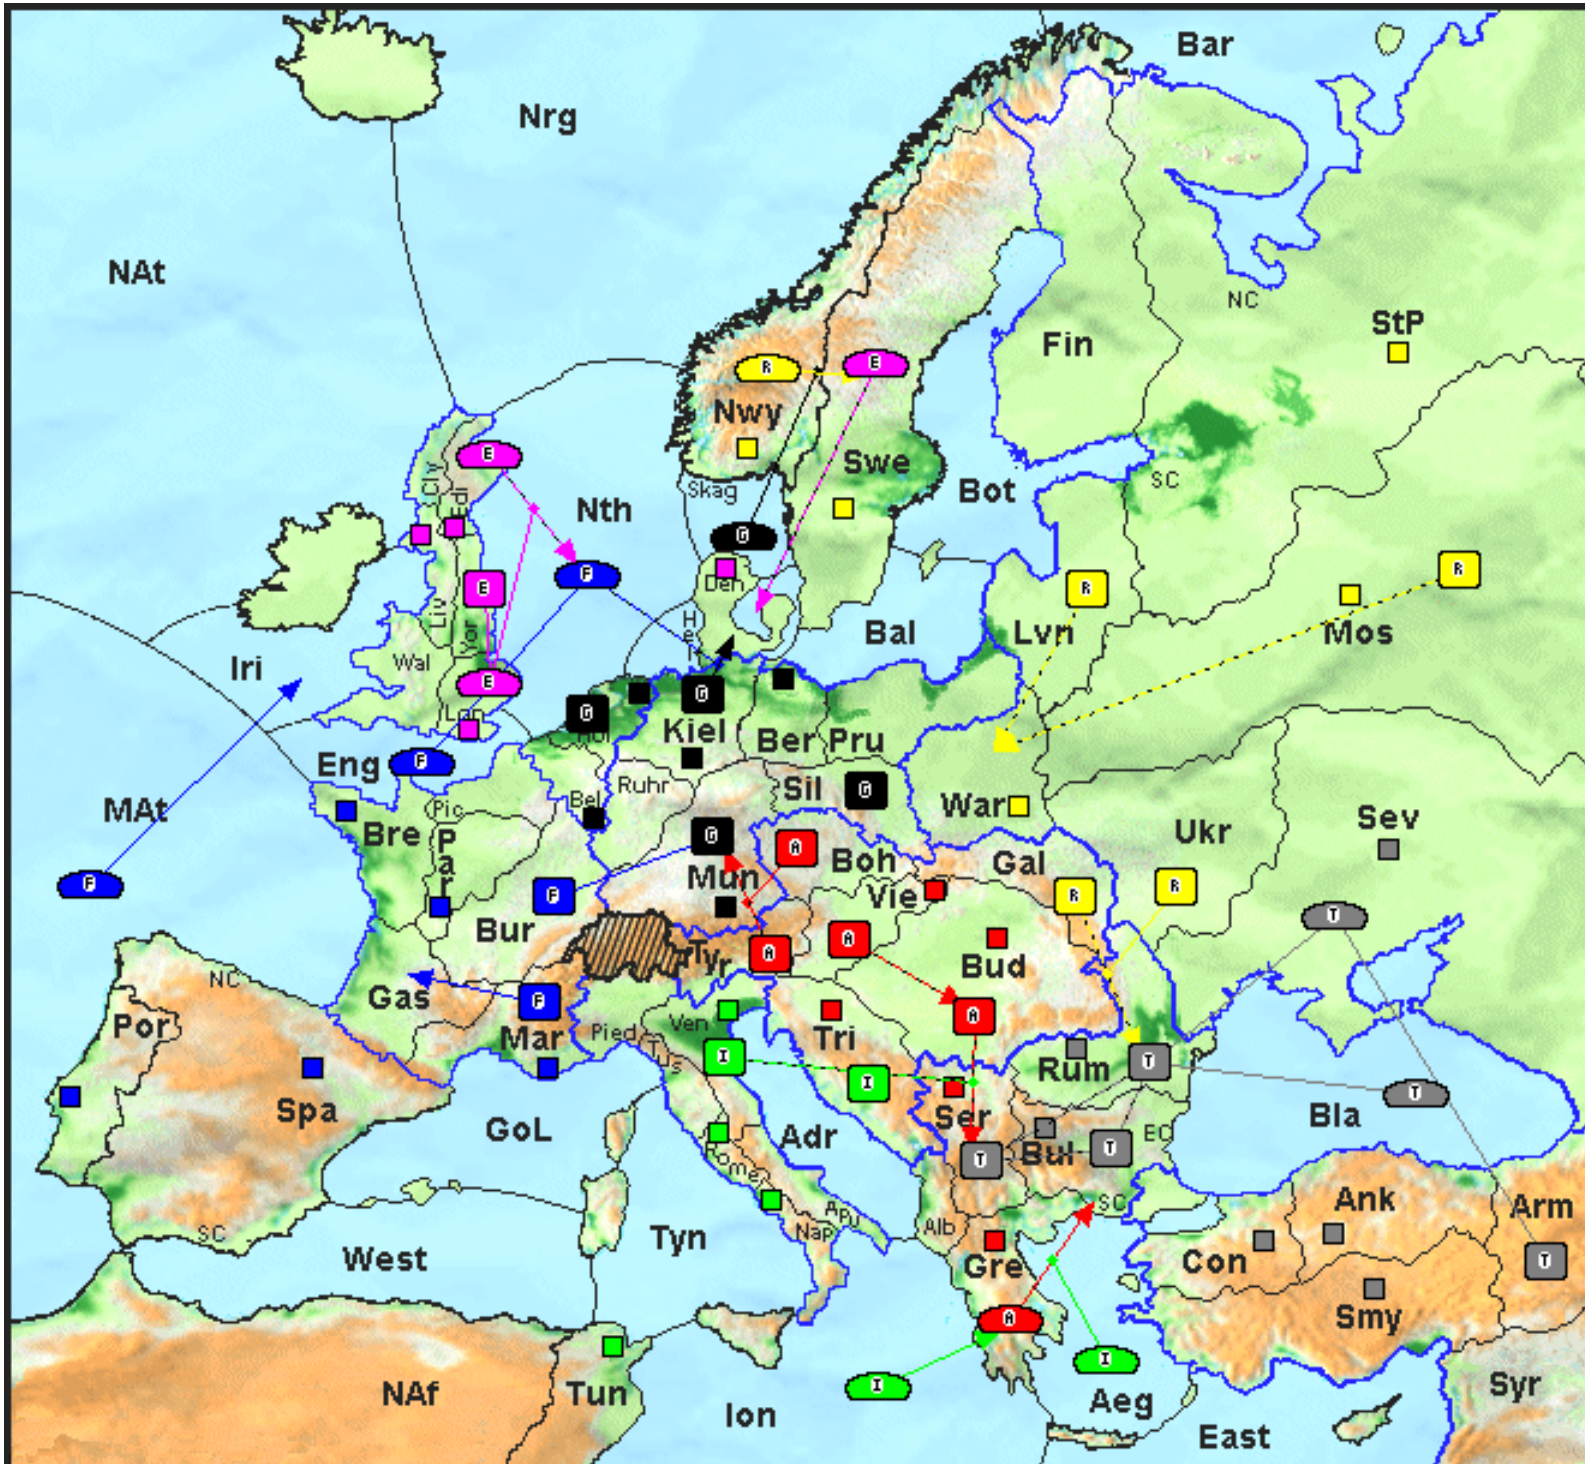 Bar
Nrg
NAt
NC
StP
Fin
R
E
Nwy
E
Cly
Edi
Swe
SC
Skag
Bot
Nth
G
F
Den
R
R
E
Liv
Yor
Hel
Bal
Lvn
Mos
Iri
Wal
E
G
G
Lon
Hol
Kiel
Ber
Pru
Eng
F
Ruhr
Sil
G
MAt
Pic
Bel
War
Sev
Bre
Par
G
A
Boh
Ukr
Mun
Gal
F
F
Vie
R
R
T
Bur
Tyr
A
A
Bud
NC
Gas
F
A
Por
Mar
Pied
Ven
Tri
Tus
I
Rum
T
I
Ser
T
Spa
GoL
Adr
Bla
EC
T
Bul
T
Rome
Ank
Arm
SC
Apu
SC
Alb
Nap
Tyn
West
Gre
Con
T
A
Smy
I
I
NAf
Tun
Aeg
Syr
Ion
East